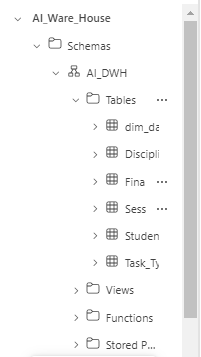 AI_Ware_House
Schemas
AI_DWH
Tables ...
dim_da
Discipli
Fina ...
Sess ...
Studen
Task_Ty
Views
Functions
Stored P...